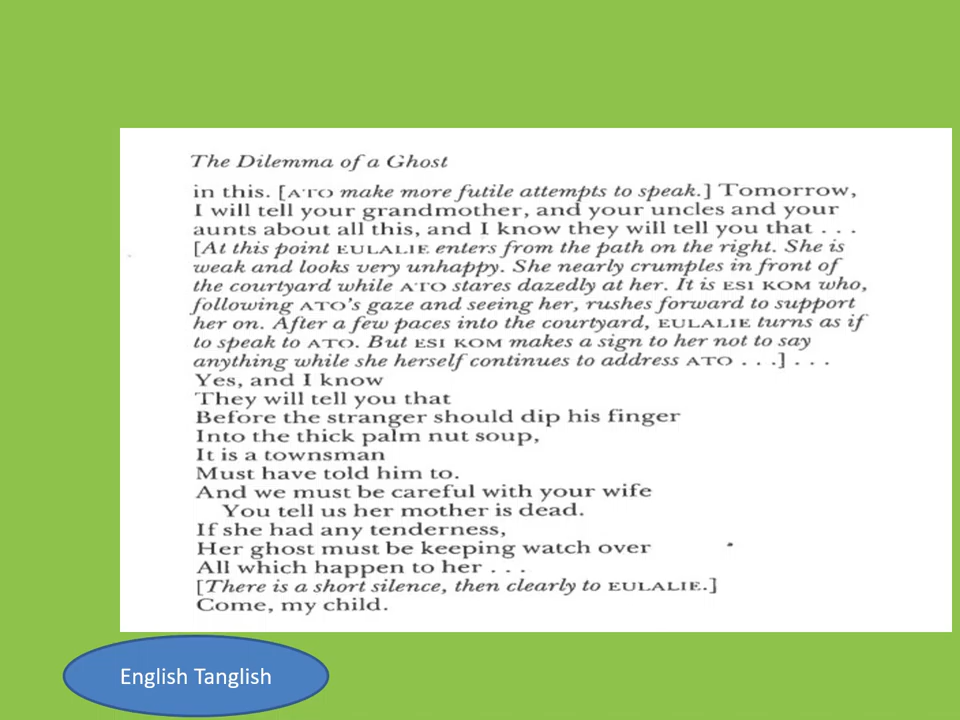 The Dilemma of a Ghost
in this. [ATO make more futile attempts to speak.] Tomorrow,
I will tell your grandmother, and your uncles and your
aunts about all this, and I know they will tell you that . . .
[At this point EULALIE enters from the path on the right. She is
weak and looks very unhappy. She nearly crumples in front of
the courtyard while ATO stares dazedly at her. It is ESI KOM who,
following ATO's gaze and seeing her, rushes forward to support
her on. After a few paces into the courtyard, EULALIE turns as if
to speak to ATO. But ESI KOM makes a sign to her not to say
anything while she herself continues to address ATO . . .] . . .
Yes, and I know
They will tell you that
Before the stranger should dip his finger
Into the thick palm nut soup,
It is a townsman
Must have told him to.
And we must be careful with your wife
You tell us her mother is dead.
If she had any tenderness,
Her ghost must be keeping watch over
All which happen to her . . .
[There is a short silence, then clearly to EULALIE.]
Come, my child.
English Tanglish